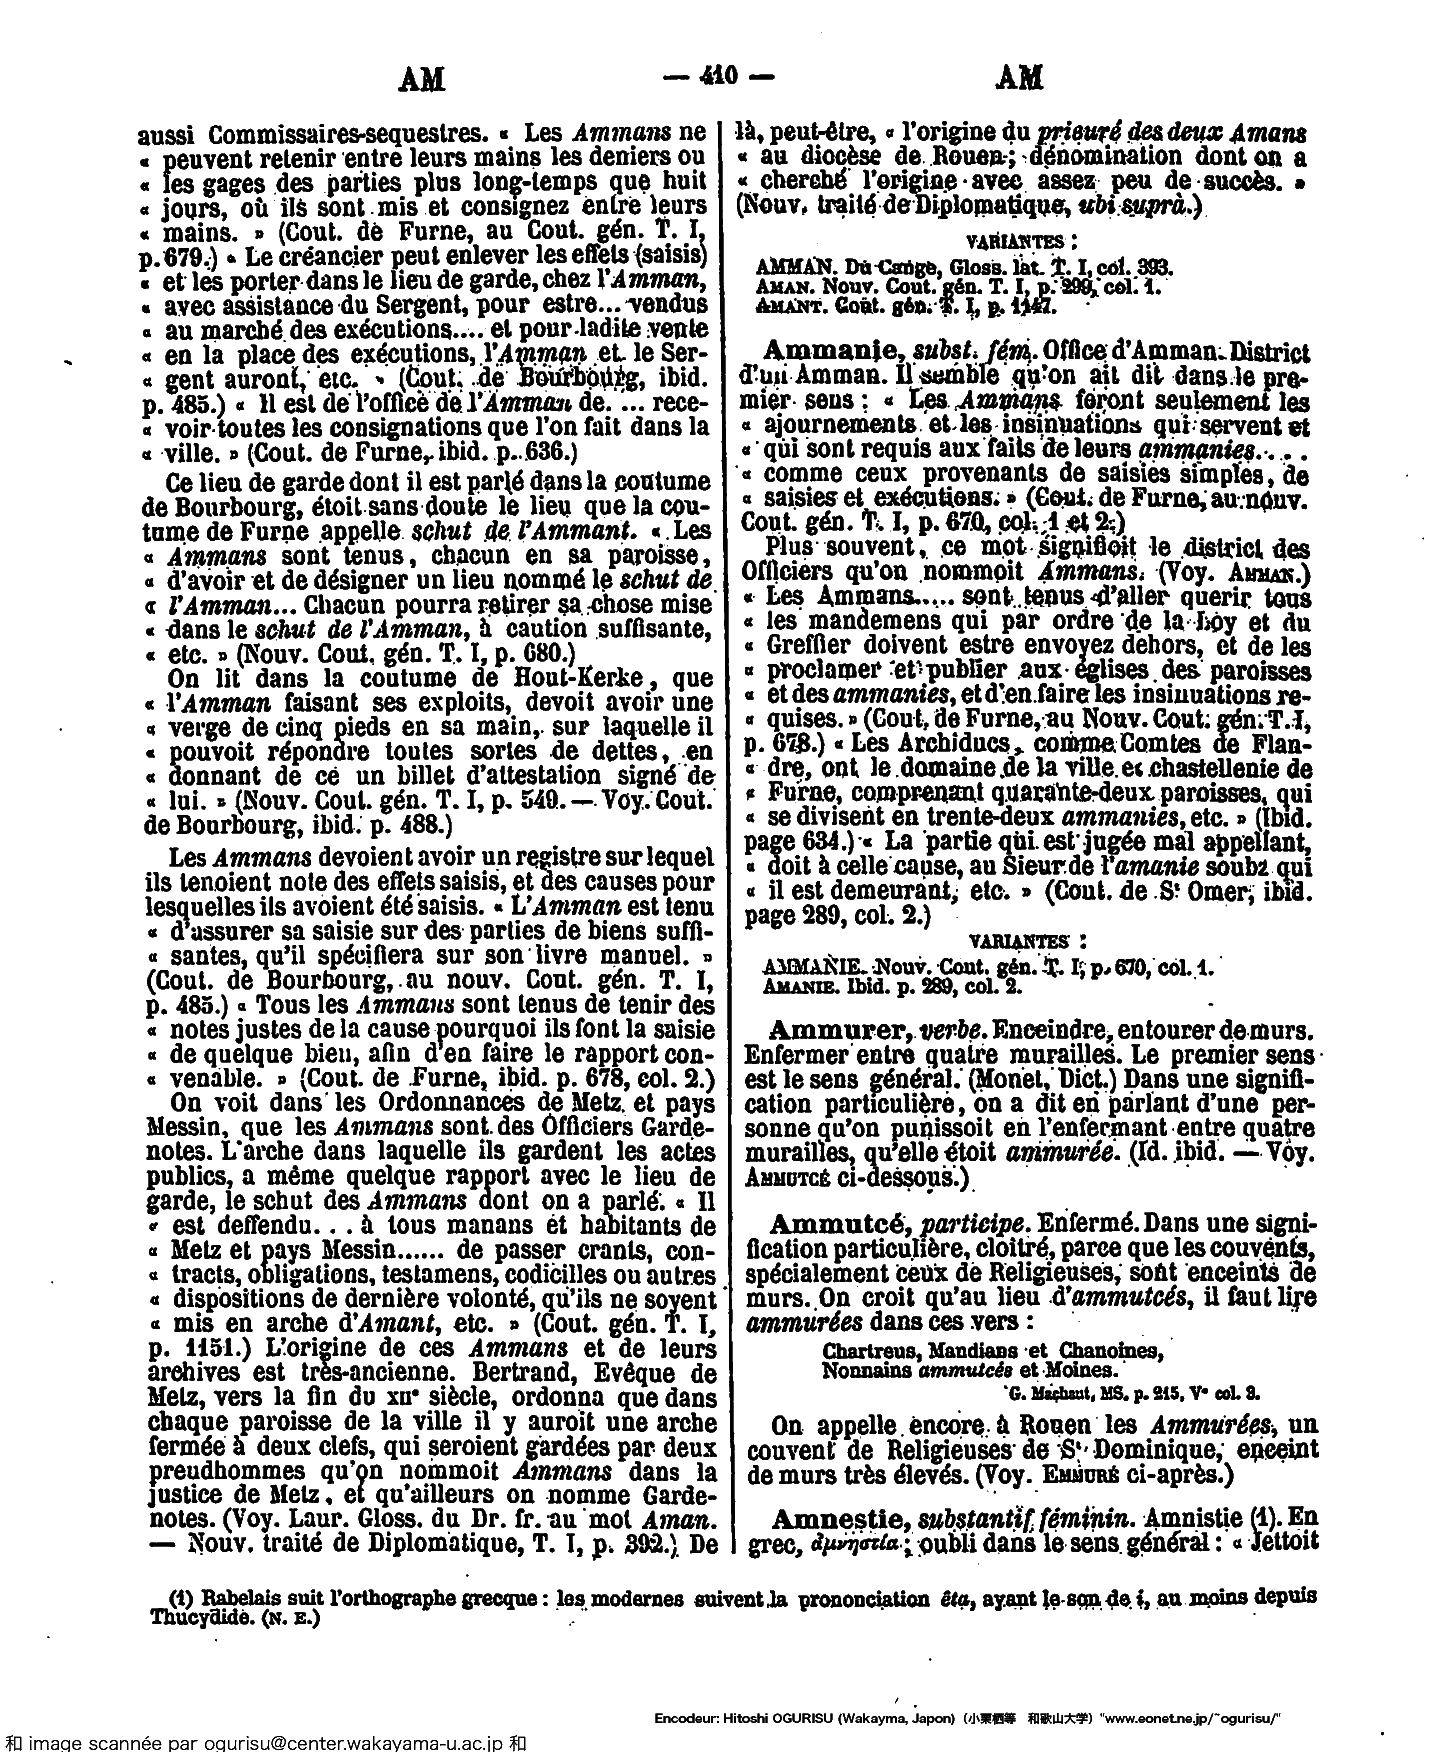 AM — 410 — AM
aussi Commissaires-sequestres. « Les Ammans ne
« peuvent retenir entre leurs mains les deniers ou
« les gages des parties plus long-temps que huit
« jours, où ils sont mis et consignez entre leurs
« mains. » (Cout. de Furne, au Cout. gén. T. I,
p. 679.) « Le créancier peut enlever les effets (saisis)
« et les porter dans le lieu de garde, chez l'Amman,
« avec assistance du Sergent, pour estre... vendus
« au marché des exécutions.... et pour ladite vente
« en la place des exécutions, l'Amman et le Ser-
« gent auront, etc. » (Cout. de Bourbourg, ibid.
p. 485.) « Il est de l'office de l'Amman de. ... rece-
« voir toutes les consignations que l'on fait dans la
« ville. » (Cout. de Furne, ibid. p. 636.)
Ce lieu de garde dont il est parlé dans la coutume
de Bourbourg, étoit sans doute le lieu que la cou-
tume de Furne appelle schut de l'Ammant. « Les
« Ammans sont tenus, chacun en sa paroisse,
« d'avoir et de désigner un lieu nommé le schut de
« l'Amman... Chacun pourra retirer sa chose mise
« dans le schut de l'Amman, à caution suffisante,
« etc. » (Nouv. Cout. gén. T. I, p. 680.)
On lit dans la coutume de Hout-Kerke, que
« l'Amman faisant ses exploits, devoit avoir une
« verge de cinq pieds en sa main, sur laquelle il
« pouvoit répondre toutes sortes de dettes, en
« donnant de ce un billet d'attestation signé de
« lui. » (Nouv. Cout. gén. T. I, p. 549. — Voy. Cout.
de Bourbourg, ibid. p. 488.)
Les Ammans devoient avoir un registre sur lequel
ils tenoient note des effets saisis, et des causes pour
lesquelles ils avoient été saisis. « L'Amman est tenu
« d'assurer sa saisie sur des parties de biens suffi-
« santes, qu'il spécifiera sur son livre manuel. »
(Cout. de Bourbourg, au nouv. Cout. gén. T. I,
p. 485.) « Tous les Ammans sont tenus de tenir des
« notes justes de la cause pourquoi ils font la saisie
« de quelque bien, afin d'en faire le rapport con-
« venable. » (Cout. de Furne, ibid. p. 678, col. 2.)
On voit dans les Ordonnances de Metz et pays
Messin, que les Ammans sont des Officiers Garde-
notes. L'arche dans laquelle ils gardent les actes
publics, a même quelque rapport avec le lieu de
garde, le schut des Ammans dont on a parlé. « Il
« est deffendu. . . à tous manans et habitants de
« Metz et pays Messin...... de passer crants, con-
« tracts, obligations, testamens, codicilles ou autres
« dispositions de dernière volonté, qu'ils ne soyent
« mis en arche d'Amant, etc. » (Cout. gén. T. I,
p. 1151.) L'origine de ces Ammans et de leurs
archives est très-ancienne. Bertrand, Evêque de
Metz, vers la fin du XIIe siècle, ordonna que dans
chaque paroisse de la ville il y auroit une arche
fermée à deux clefs, qui seroient gardées par deux
preudhommes qu'on nommoit Ammans dans la
justice de Metz, et qu'ailleurs on nomme Garde-
notes. (Voy. Laur. Gloss. du Dr. fr. au mot Aman.
— Nouv. traité de Diplomatique, T. I, p. 392.) De
là, peut-être, « l'origine du prieuré des deux Amans
« au diocèse de Rouen; dénomination dont on a
« cherché l'origine avec assez peu de succès. »
(Nouv. traité de Diplomatique, ubi suprà.)
VARIANTES :
AMMAN. Du Cange, Gloss. lat. T. I, col. 393.
AMAN. Nouv. Cout. gén. T. I, p. 299, col. 1.
AMANT. Cout. gén. T. I, p. 1147.
Ammanie, subst. fém. Office d'Amman. District
d'un Amman. Il semble qu'on ait dit dans le pre-
mier sens : « Les Ammans feront seulement les
« ajournements et les insinuations qui servent et
« qui sont requis aux faits de leurs ammanies....
« comme ceux provenants de saisies simples, de
« saisies et exécutions. » (Cout. de Furne, au nouv.
Cout. gén. T. I, p. 670, col. 1 et 2.)
Plus souvent, ce mot signifioit le district des
Officiers qu'on nommoit Ammans. (Voy. AMMAN.)
« Les Ammans..... sont tenus d'aller querir tous
« les mandemens qui par ordre de la Loy et du
« Greffier doivent estre envoyez dehors, et de les
« proclamer et publier aux églises des paroisses
« et des ammanies, et d'en faire les insinuations re-
« quises. » (Cout. de Furne, au Nouv. Cout. gén. T. I,
p. 678.) « Les Archiducs, comme Comtes de Flan-
« dre, ont le domaine de la ville et chastellenie de
« Furne, comprenant quarante-deux paroisses, qui
« se divisent en trente-deux ammanies, etc. » (Ibid.
page 634.) « La partie qui est jugée mal appellant,
« doit à celle cause, au Sieur de l'amanie soubz qui
« il est demeurant, etc. » (Cout. de St Omer, ibid.
page 289, col. 2.)
VARIANTES :
AMMANIE. Nouv. Cout. gén. T. I, p. 670, col. 1.
AMANIE. Ibid. p. 289, col. 2.
Ammurer, verbe. Enceindre, entourer de murs.
Enfermer entre quatre murailles. Le premier sens
est le sens général. (Monet, Dict.) Dans une signifi-
cation particulière, on a dit en parlant d'une per-
sonne qu'on punissoit en l'enfermant entre quatre
murailles, qu'elle étoit ammurée. (Id. ibid. — Voy.
AMMUTCÉ ci-dessous.)
Ammutcé, participe. Enfermé. Dans une signi-
fication particulière, cloitré, parce que les couvents,
spécialement ceux de Religieuses, sont enceints de
murs. On croit qu'au lieu d'ammutcés, il faut lire
ammurées dans ces vers :
Chartreus, Mandians et Chanoines,
Nonnains ammutcés et Moines.
G. Machaut, MS. p. 215, V° col. 3.
On appelle encore à Rouen les Ammurées, un
couvent de Religieuses de St Dominique, enceint
de murs très élevés. (Voy. EMMURÉ ci-après.)
Amnestie, substantif féminin. Amnistie (1). En
grec, ἀμνηστία; oubli dans le sens général : « Jettoit
(1) Rabelais suit l'orthographe grecque : les modernes suivent la prononciation êta, ayant le son de i, au moins depuis
Thucydide. (N. E.)
Encodeur: Hitoshi OGURISU (Wakayma, Japon) (小栗栖等 和歌山大学) "www.eonet.ne.jp/~ogurisu/"
和 image scannée par ogurisu@center.wakayama-u.ac.jp 和